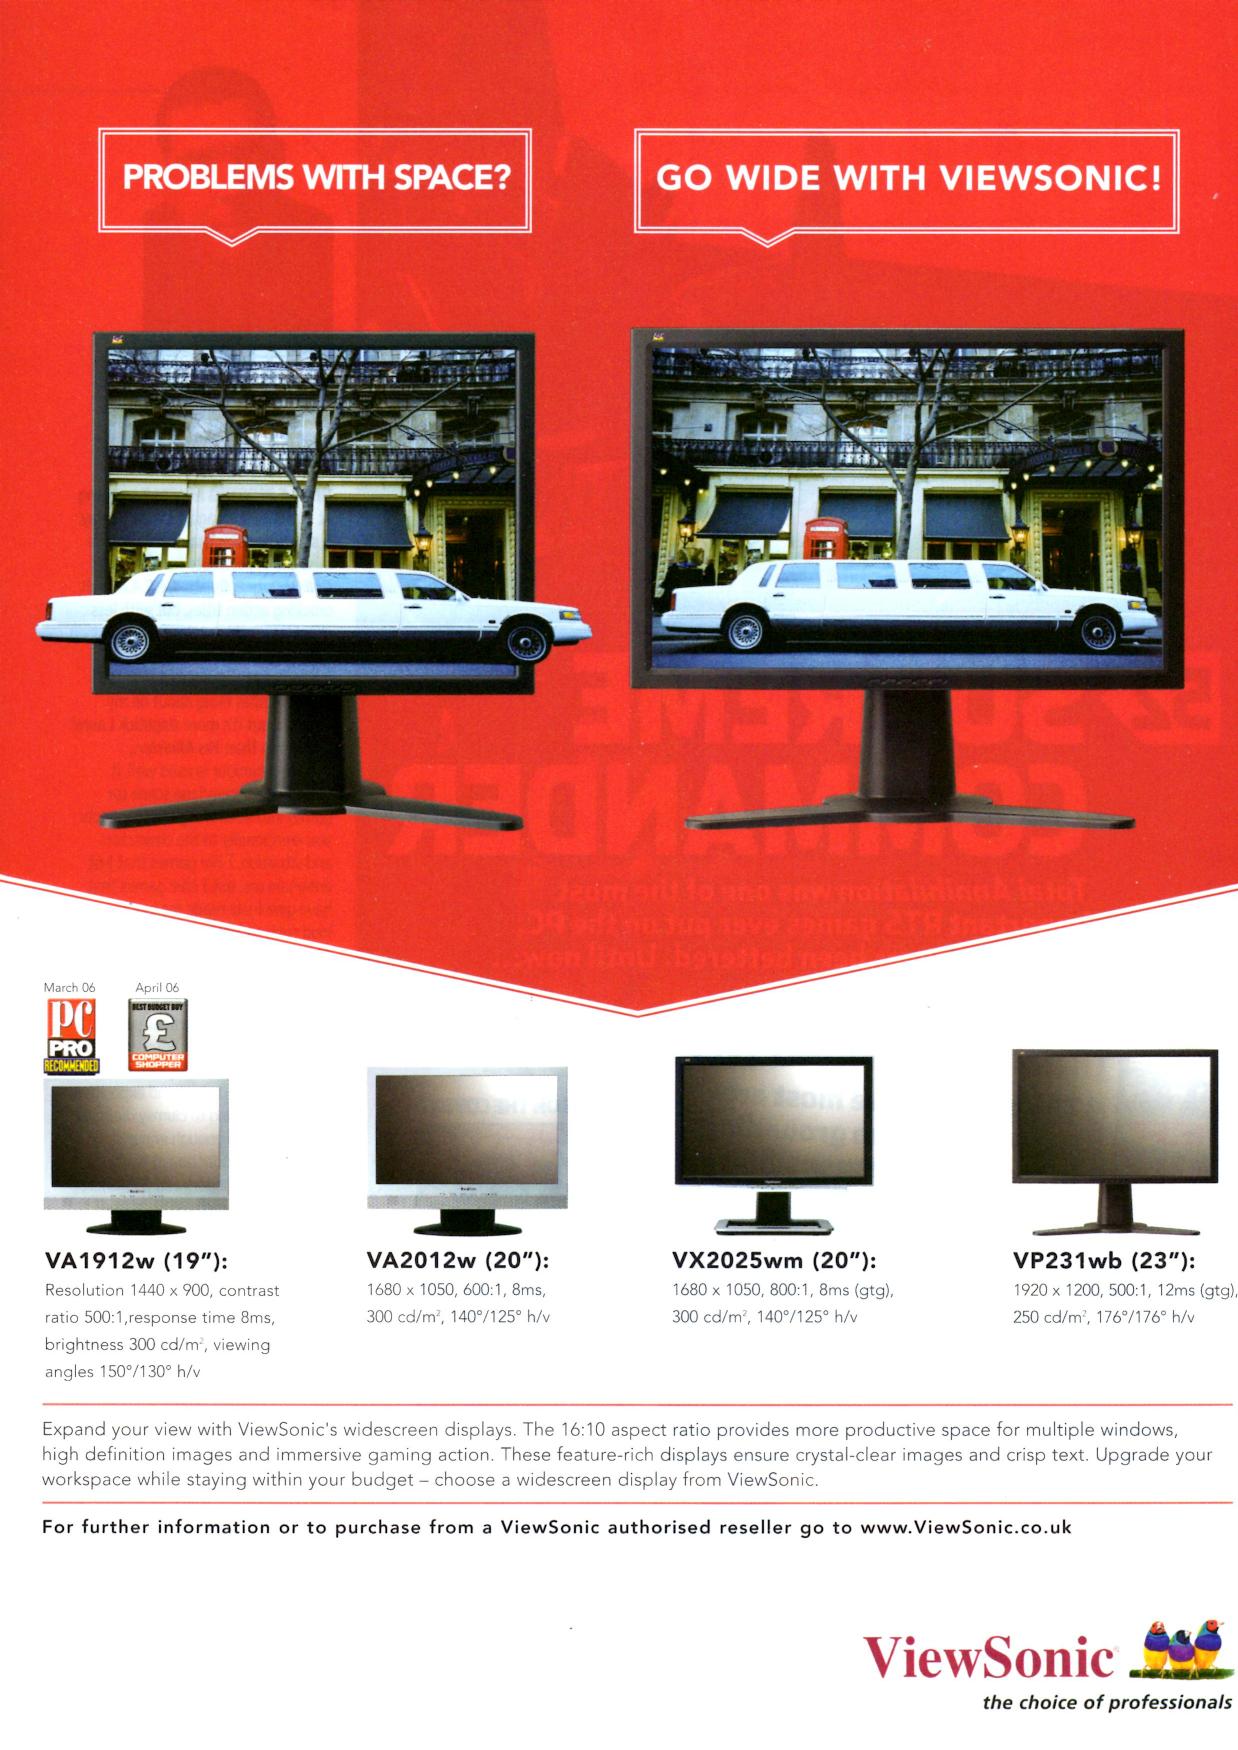 PROBLEMS WITH SPACE?
GO WIDE WITH VIEWSONIC!
March 06
April 06
PC
PRO
RECOMMENDED
BEST BUDGET BUY
£
COMPUTER
SHOPPER
VA1912w (19”):
Resolution 1440 x 900, contrast
ratio 500:1,response time 8ms,
brightness 300 cd/m², viewing
angles 150°/130° h/v
VA2012w (20”):
1680 x 1050, 600:1, 8ms,
300 cd/m², 140°/125° h/v
VX2025wm (20”):
1680 x 1050, 800:1, 8ms (gtg),
300 cd/m², 140°/125° h/v
VP231wb (23”):
1920 x 1200, 500:1, 12ms (gtg),
250 cd/m², 176°/176° h/v
Expand your view with ViewSonic's widescreen displays. The 16:10 aspect ratio provides more productive space for multiple windows,
high definition images and immersive gaming action. These feature-rich displays ensure crystal-clear images and crisp text. Upgrade your
workspace while staying within your budget – choose a widescreen display from ViewSonic.
For further information or to purchase from a ViewSonic authorised reseller go to www.ViewSonic.co.uk
ViewSonic®
the choice of professionals